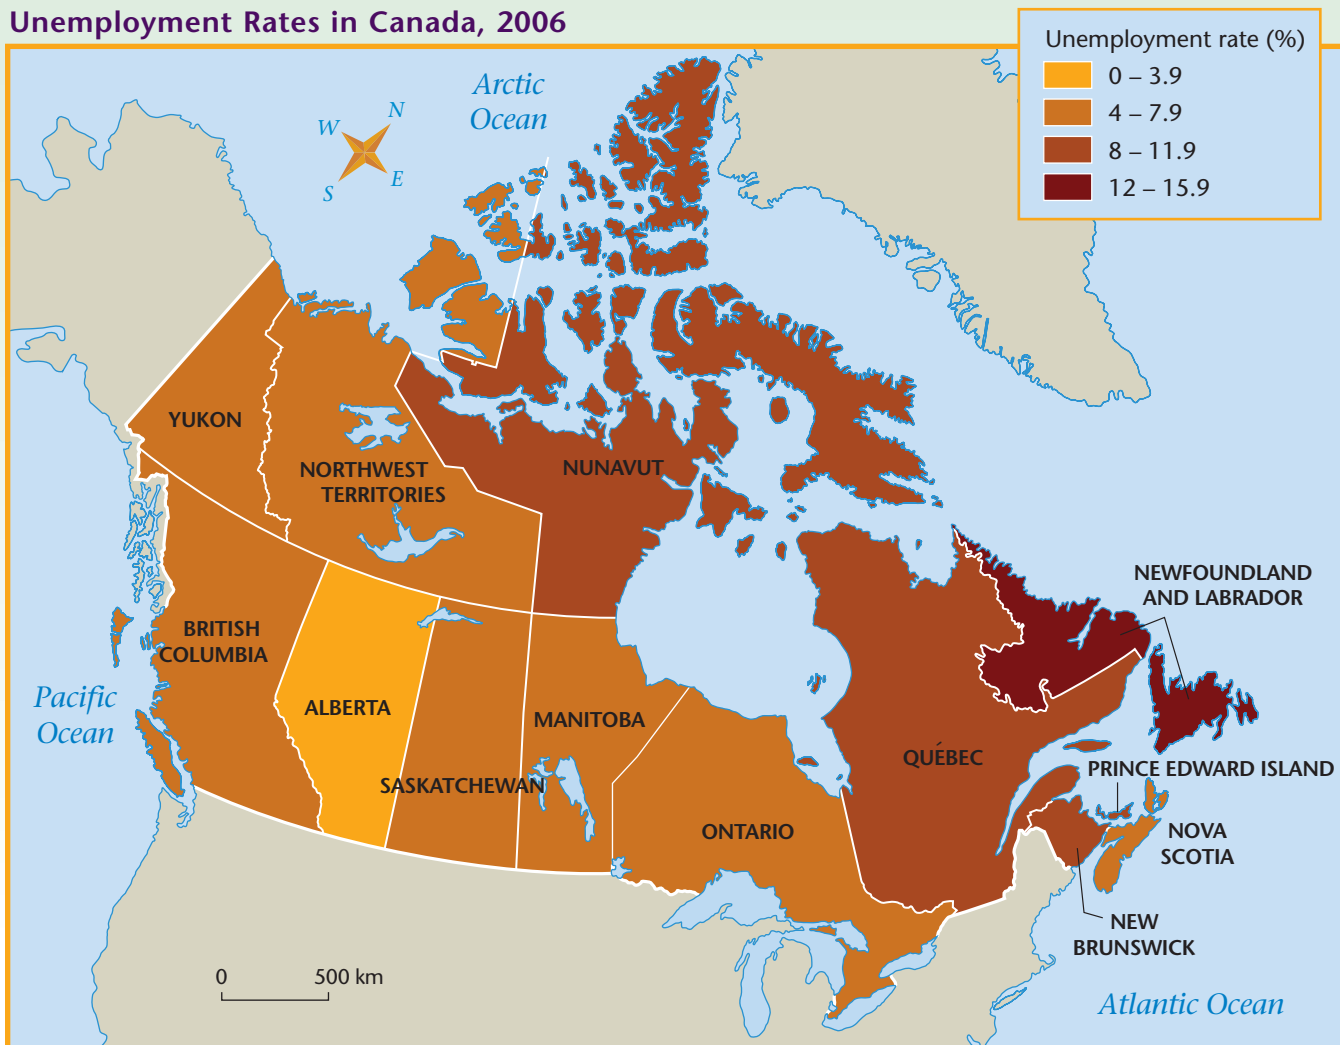 Unemployment Rates in Canada, 2006
Unemployment rate (%)
0 – 3.9
4 – 7.9
8 – 11.9
12 – 15.9
Arctic
Ocean
N
W
E
S
YUKON
NORTHWEST
TERRITORIES
NUNAVUT
NEWFOUNDLAND
AND LABRADOR
BRITISH
COLUMBIA
Pacific
Ocean
ALBERTA
MANITOBA
SASKATCHEWAN
QUÉBEC
PRINCE EDWARD ISLAND
ONTARIO
NOVA
SCOTIA
NEW
BRUNSWICK
0 500 km
Atlantic Ocean